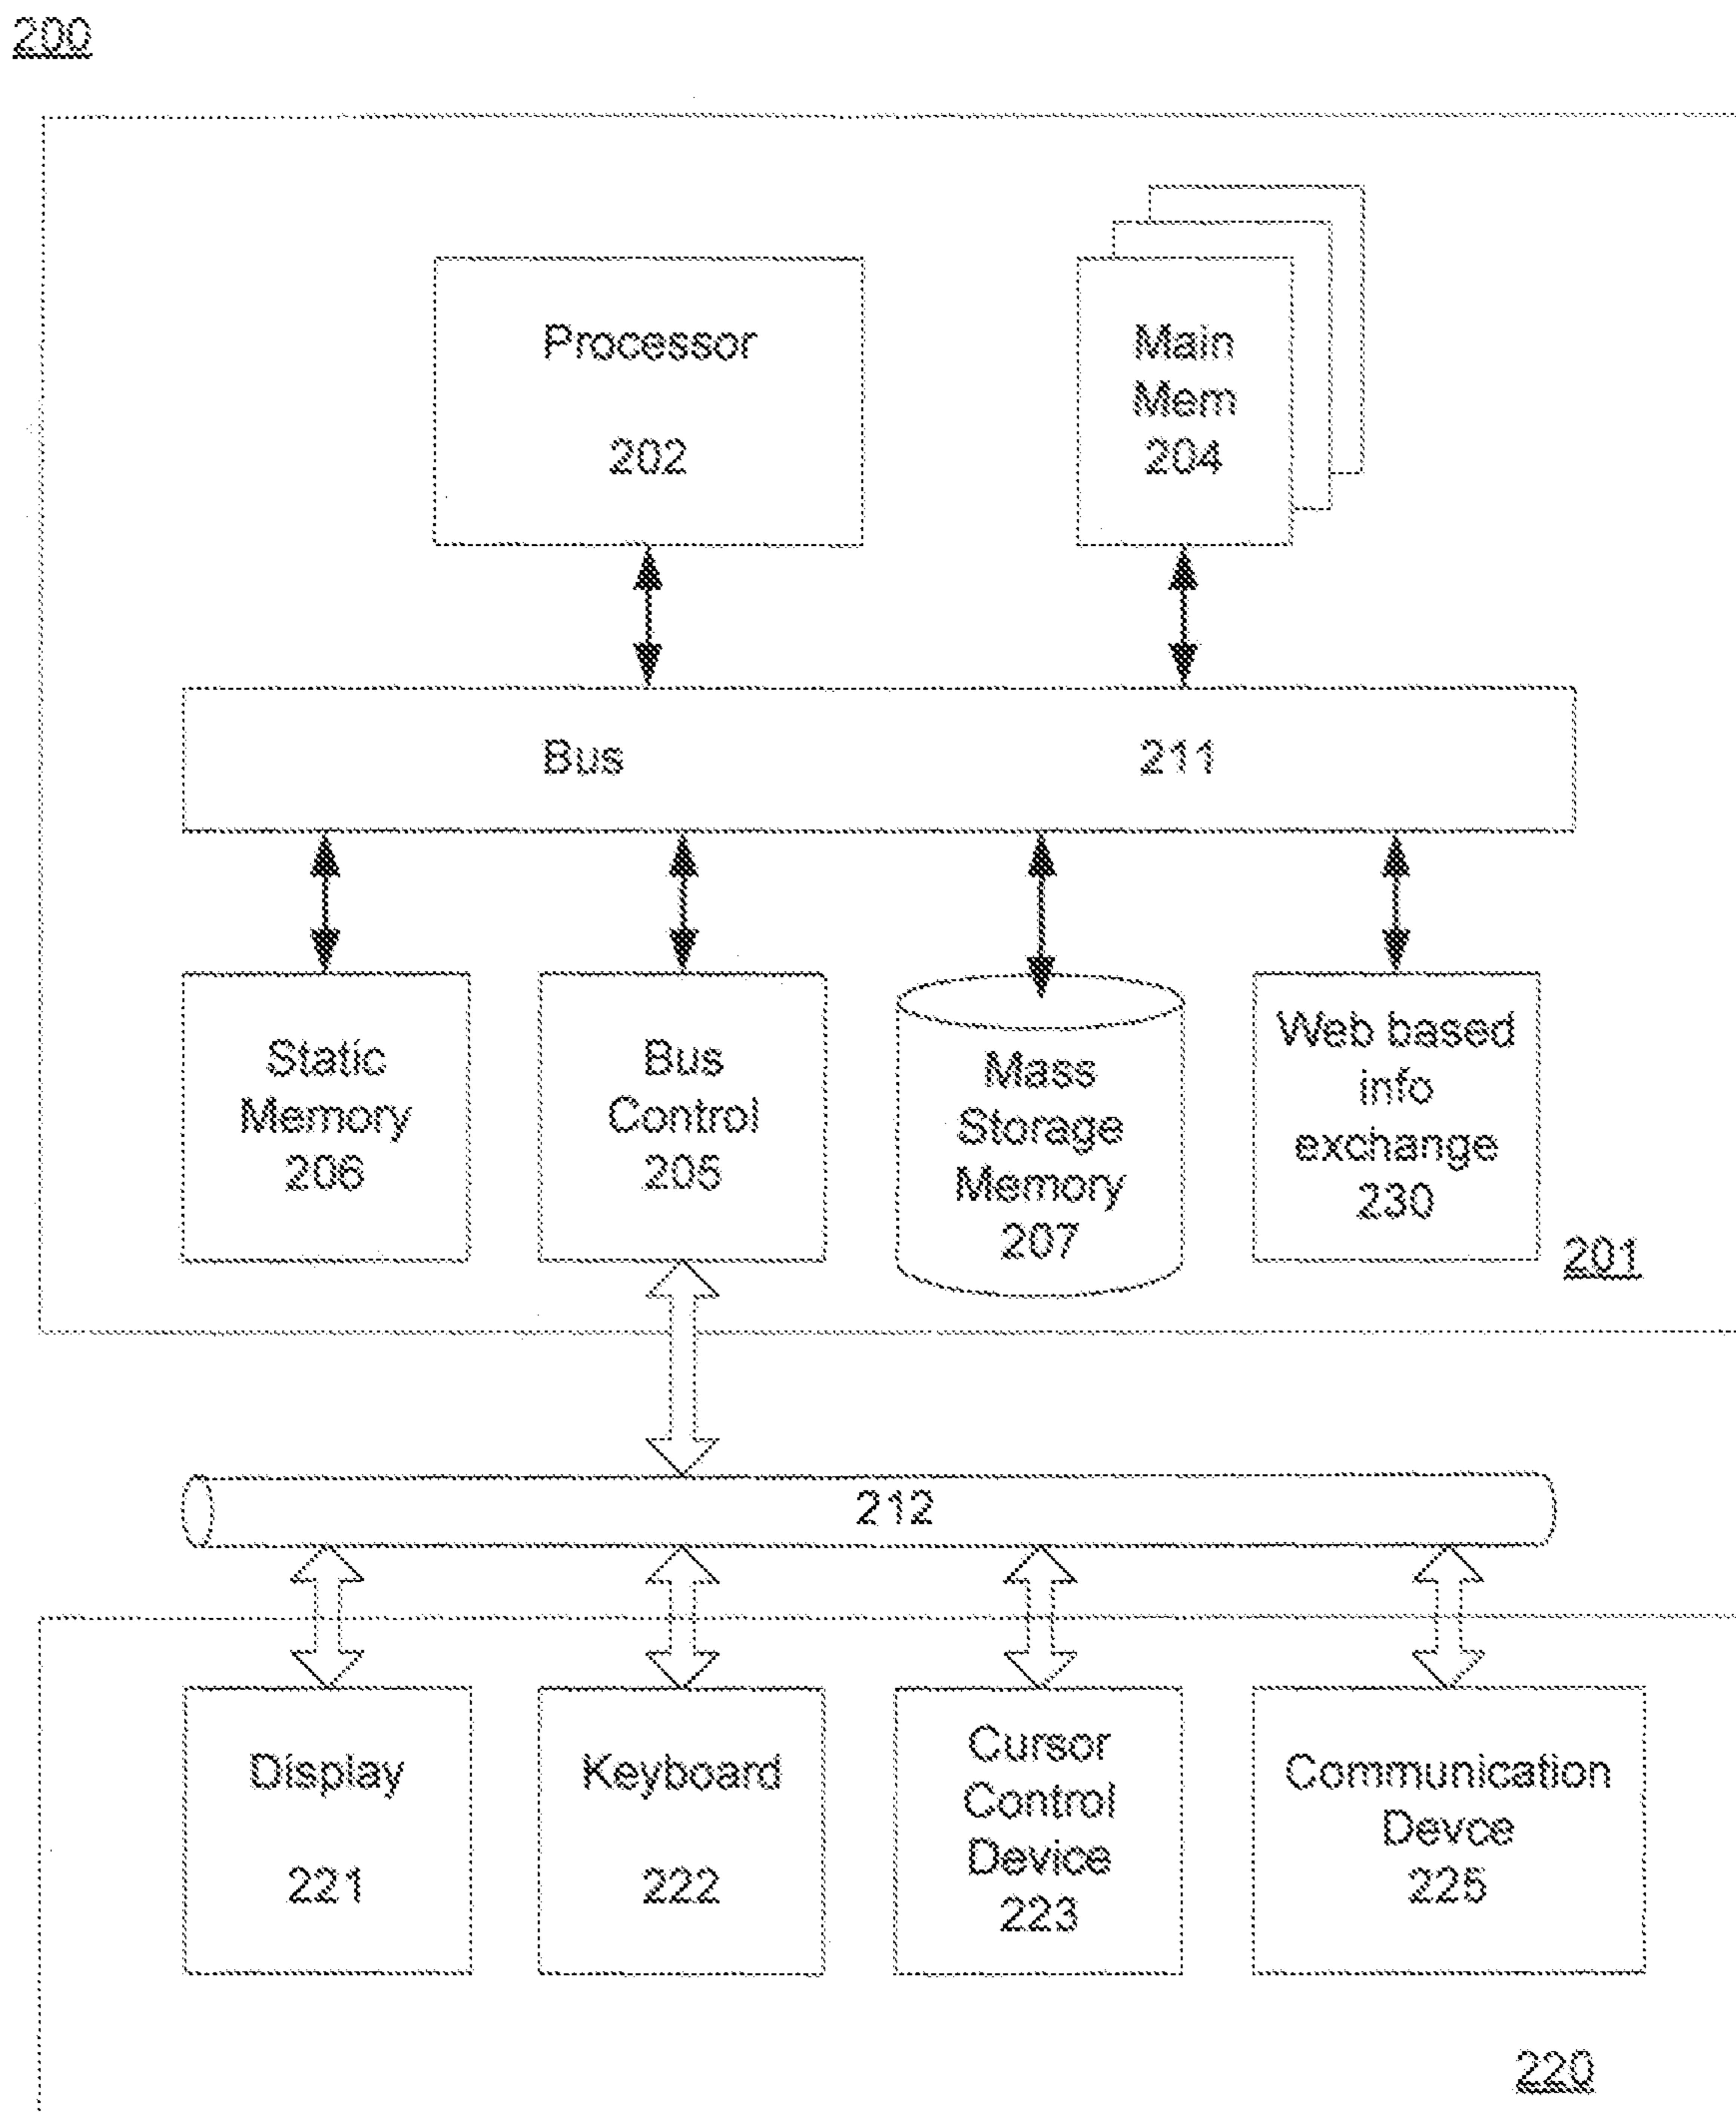 200
Processor
202
Main
Mem
204
Bus 211
Static
Memory
206
Bus
Control
205
Mass
Storage
Memory
207
Web based
info
exchange
230
201
212
Display
221
Keyboard
222
Cursor
Control
Device
223
Communication
Devce
225
220